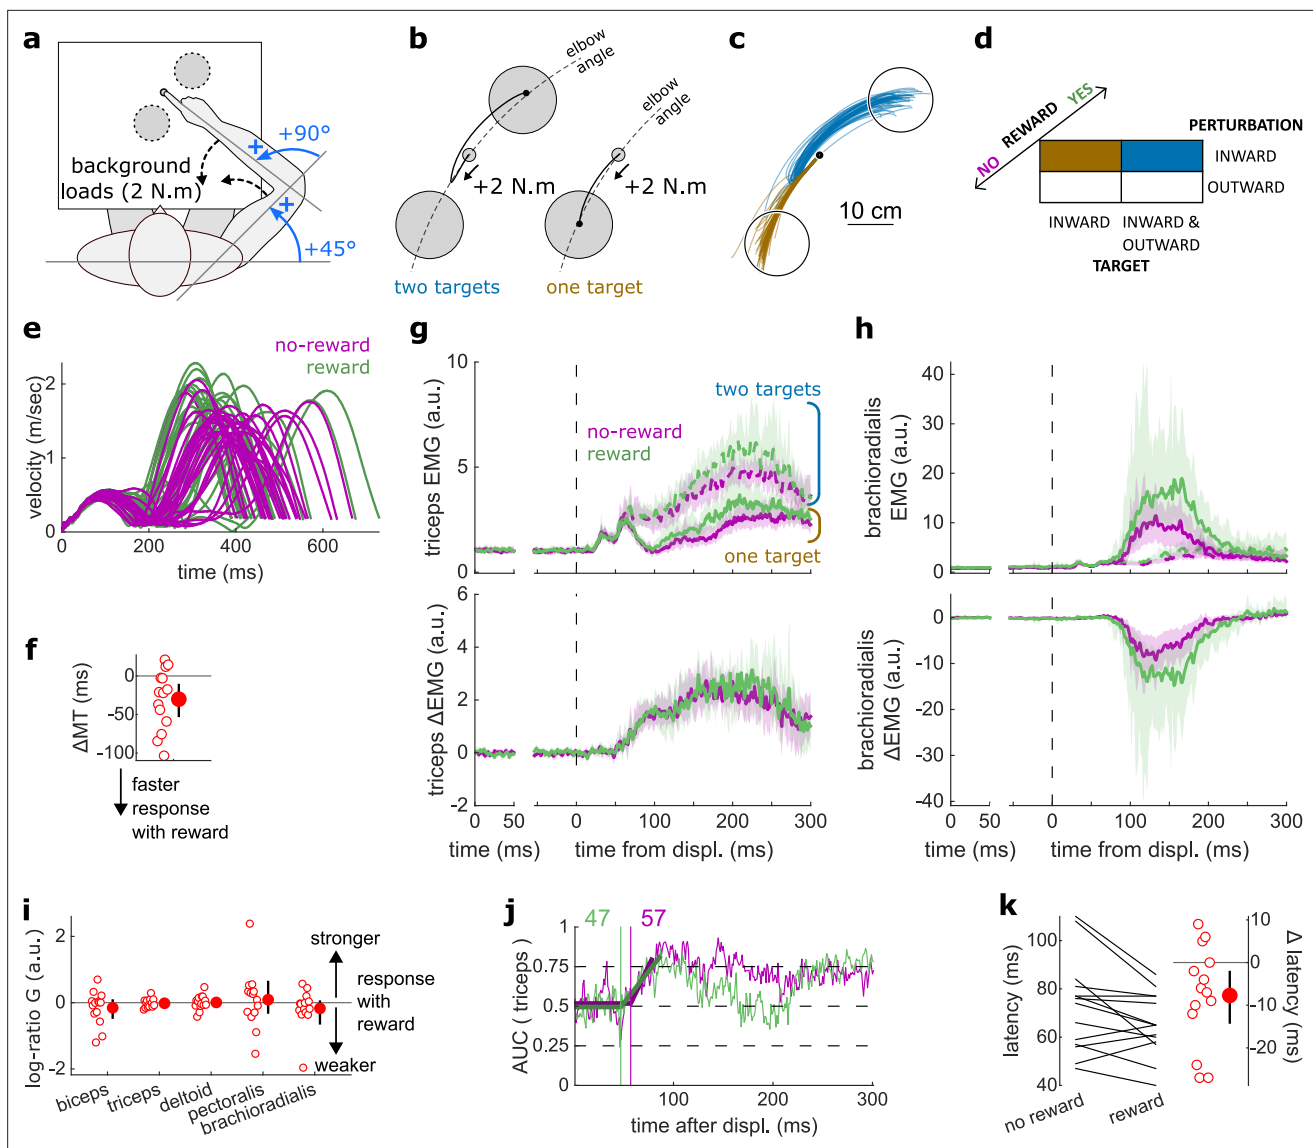 a
+90°
+
background
loads (2 N.m)
+
+45°
b
elbow
angle
+2 N.m
two targets
elbow
angle
+2 N.m
one target
c
10 cm
d
NO REWARD YES
PERTURBATION
INWARD
OUTWARD
INWARD
INWARD &
OUTWARD
TARGET
e
no-reward
reward
velocity (m/sec)
2
1
0
0
200
400
600
time (ms)
f
ΔMT (ms)
0
-50
-100
faster
response
with reward
g
triceps EMG (a.u.)
10
5
0
two targets
no-reward
reward
one target
triceps ΔEMG (a.u.)
6
4
2
0
-2
0 50
0 100 200 300
time (ms)
time from displ. (ms)
h
brachioradialis
EMG (a.u.)
40
30
20
10
0
brachioradialis
ΔEMG (a.u.)
0
-10
-20
-30
-40
0 50
0 100 200 300
time (ms)
time from displ. (ms)
i
log-ratio G (a.u.)
2
0
-2
stronger
response
with
reward
weaker
biceps
triceps
deltoid
pectoralis
brachioradialis
j
47 57
AUC ( triceps )
1
0.75
0.5
0.25
0
0 100 200 300
time after displ. (ms)
k
latency (ms)
100
80
60
40
no reward
reward
10
0
-10
-20
Δ latency (ms)